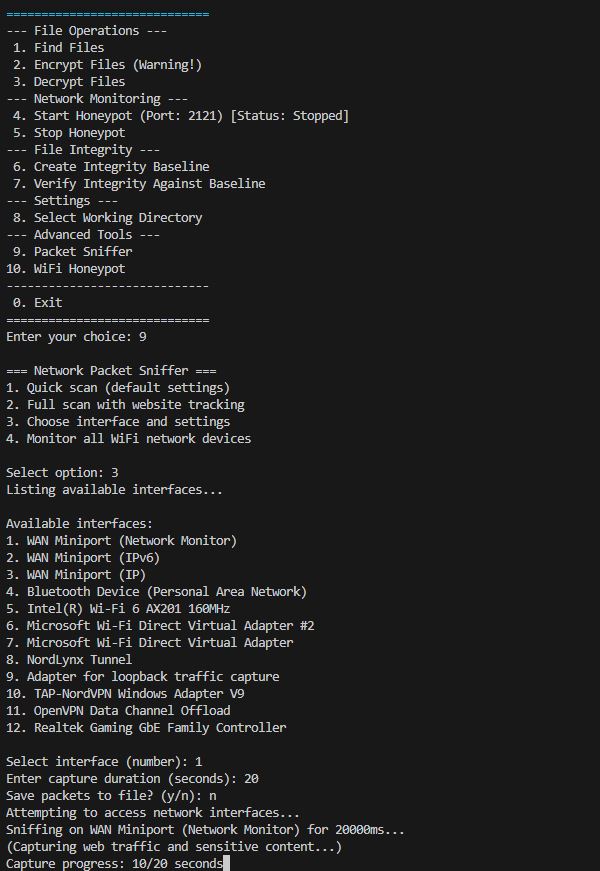 =============================
--- File Operations ---
 1. Find Files
 2. Encrypt Files (Warning!)
 3. Decrypt Files
--- Network Monitoring ---
 4. Start Honeypot (Port: 2121) [Status: Stopped]
 5. Stop Honeypot
--- File Integrity ---
 6. Create Integrity Baseline
 7. Verify Integrity Against Baseline
--- Settings ---
 8. Select Working Directory
--- Advanced Tools ---
 9. Packet Sniffer
10. WiFi Honeypot
-----------------------------
 0. Exit
=============================
Enter your choice: 9

=== Network Packet Sniffer ===
1. Quick scan (default settings)
2. Full scan with website tracking
3. Choose interface and settings
4. Monitor all WiFi network devices

Select option: 3
Listing available interfaces...

Available interfaces:
1. WAN Miniport (Network Monitor)
2. WAN Miniport (IPv6)
3. WAN Miniport (IP)
4. Bluetooth Device (Personal Area Network)
5. Intel(R) Wi-Fi 6 AX201 160MHz
6. Microsoft Wi-Fi Direct Virtual Adapter #2
7. Microsoft Wi-Fi Direct Virtual Adapter
8. NordLynx Tunnel
9. Adapter for loopback traffic capture
10. TAP-NordVPN Windows Adapter V9
11. OpenVPN Data Channel Offload
12. Realtek Gaming GbE Family Controller

Select interface (number): 1
Enter capture duration (seconds): 20
Save packets to file? (y/n): n
Attempting to access network interfaces...
Sniffing on WAN Miniport (Network Monitor) for 20000ms...
(Capturing web traffic and sensitive content...)
Capture progress: 10/20 seconds